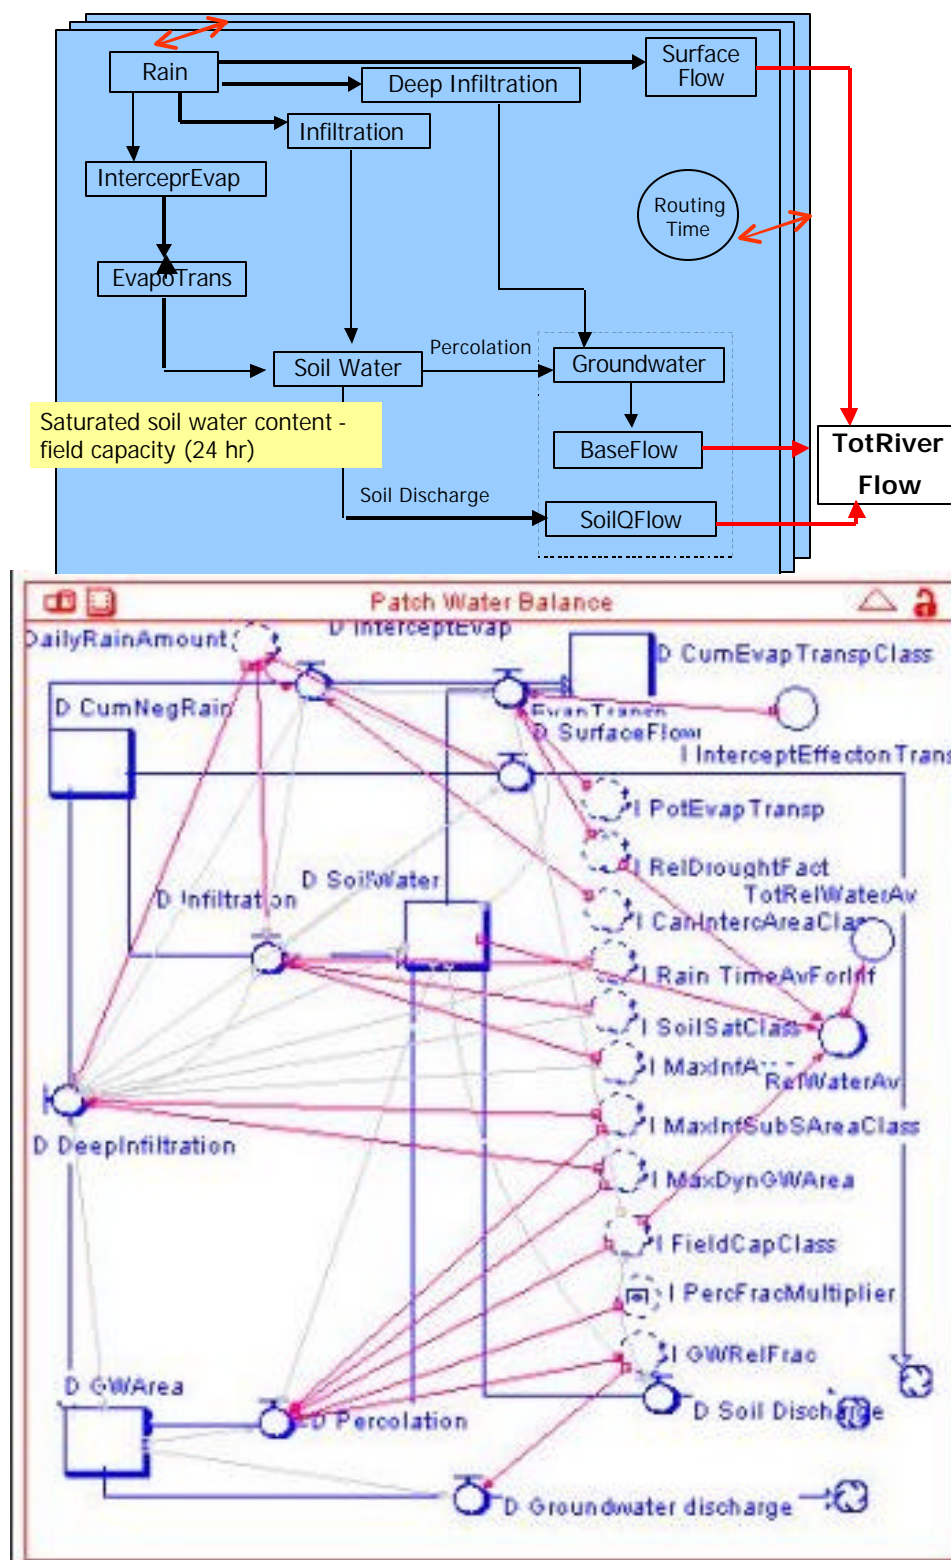 Rain
Surface
Flow
Deep Infiltration
Infiltration
InterceprEvap
Routing
Time
EvapoTrans
Percolation
Soil Water
Groundwater
Saturated soil water content -
field capacity (24 hr)
BaseFlow
TotRiver
Flow
Soil Discharge
SoilQFlow
Patch Water Balance
DailyRainAmount
D InterceptEvap
D CumEvapTranspClass
D CumNegRain
EvapTransp
D SurfaceFlow
I InterceptEffectonTrans
I PotEvapTransp
I RelDroughtFact
D SoilWater
TotRelWaterAv
D Infiltration
I CanIntercAreaClas
I Rain TimeAvForInf
I SoilSatClass
I MaxInfA
RelWaterAv
I MaxInfSubSAreaClass
D DeepInfiltration
I MaxDynGWArea
I FieldCapClass
I PercFracMultiplier
I GWRelFrac
D GWArea
D Percolation
D Soil Discharge
D Groundwater discharge